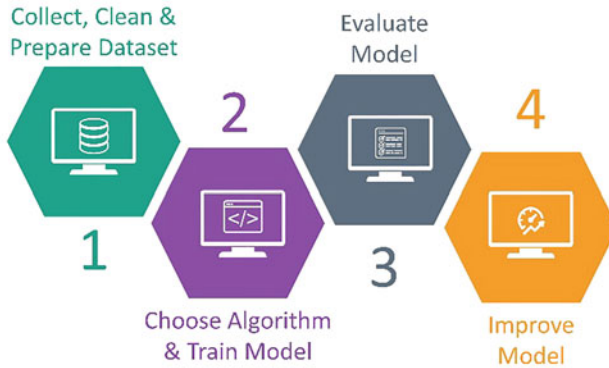 Collect, Clean &
Prepare Dataset
1
2
</>
Choose Algorithm
& Train Model
Evaluate
Model
3
4
Improve
Model